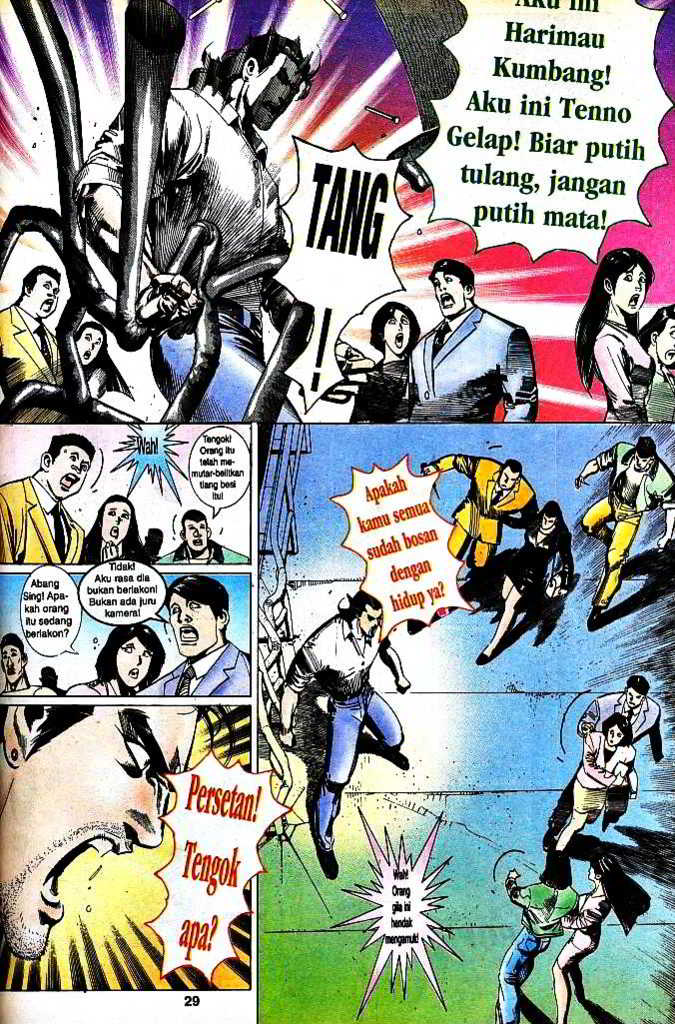 Aku ini
Harimau
Kumbang!
Aku ini Tenno
Gelap! Biar putih
tulang, jangan
putih mata!
TANG
!
Wah!
Tengok!
Orang itu
telah me-
mutar-belitkan
tiang besi
itu!
Abang
Sing! Apa-
kah orang
itu sedang
berlakon?
Tidak!
Aku rasa dia
bukan berlakon!
Bukan ada juru
kamera!
Persetan!
Tengok
apa?
Apakah
kamu semua
sudah bosan
dengan
hidup ya?
Wah!
Orang
gila ini
mengamuk!
29